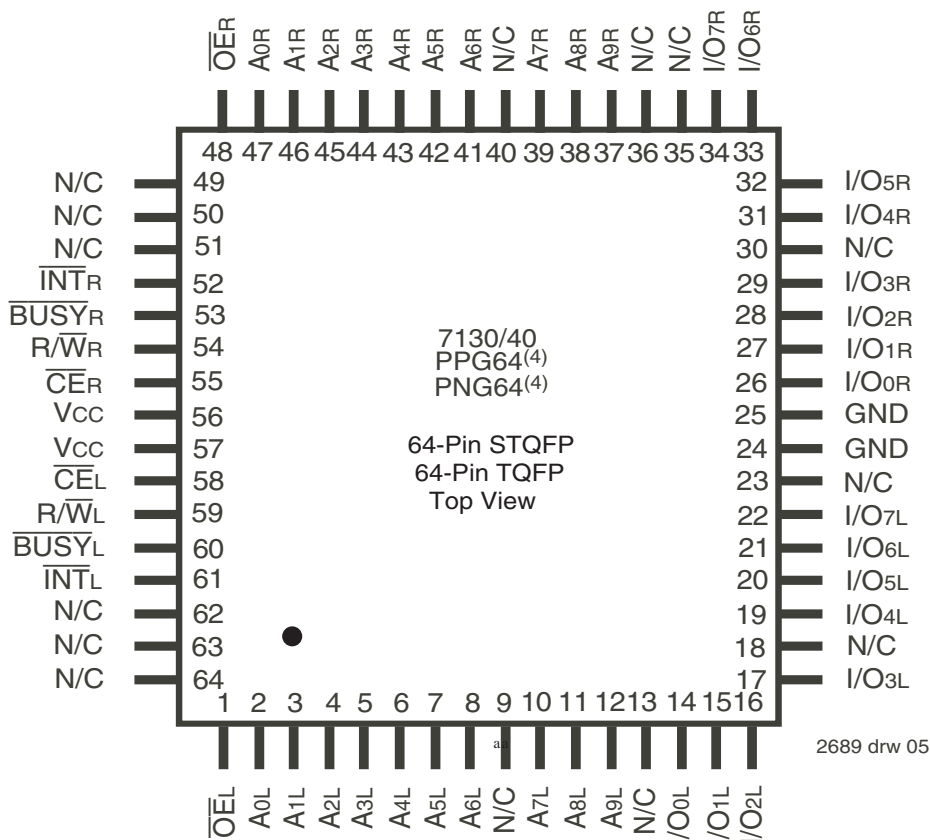 OER A0R A1R A2R A3R A4R A5R A6R N/C A7R A8R A9R N/C N/C I/O7R I/O6R
48 47 46 45 44 43 42 41 40 39 38 37 36 35 34 33
N/C 49 32 I/O5R
N/C 50 31 I/O4R
N/C 51 30 N/C
INTR 52 29 I/O3R
BUSYR 53 28 I/O2R
R/WR 54 27 I/O1R
CER 55 26 I/O0R
VCC 56 25 GND
VCC 57 24 GND
CEL 58 23 N/C
R/WL 59 22 I/O7L
BUSYL 60 21 I/O6L
INTL 61 20 I/O5L
N/C 62 19 I/O4L
N/C 63 18 N/C
N/C 64 17 I/O3L
7130/40
PPG64(4)
PNG64(4)
64-Pin STQFP
64-Pin TQFP
Top View
1 2 3 4 5 6 7 8 9 10 11 12 13 14 15 16
OEL A0L A1L A2L A3L A4L A5L A6L N/C A7L A8L A9L N/C /O0L /O1L /O2L
2689 drw 05